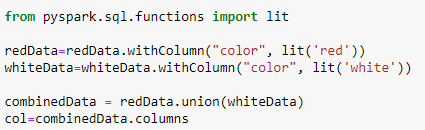 from pyspark.sql.functions import lit
redData=redData.withColumn("color", lit('red'))
whiteData=whiteData.withColumn("color", lit('white'))
combinedData = redData.union(whiteData)
col=combinedData.columns